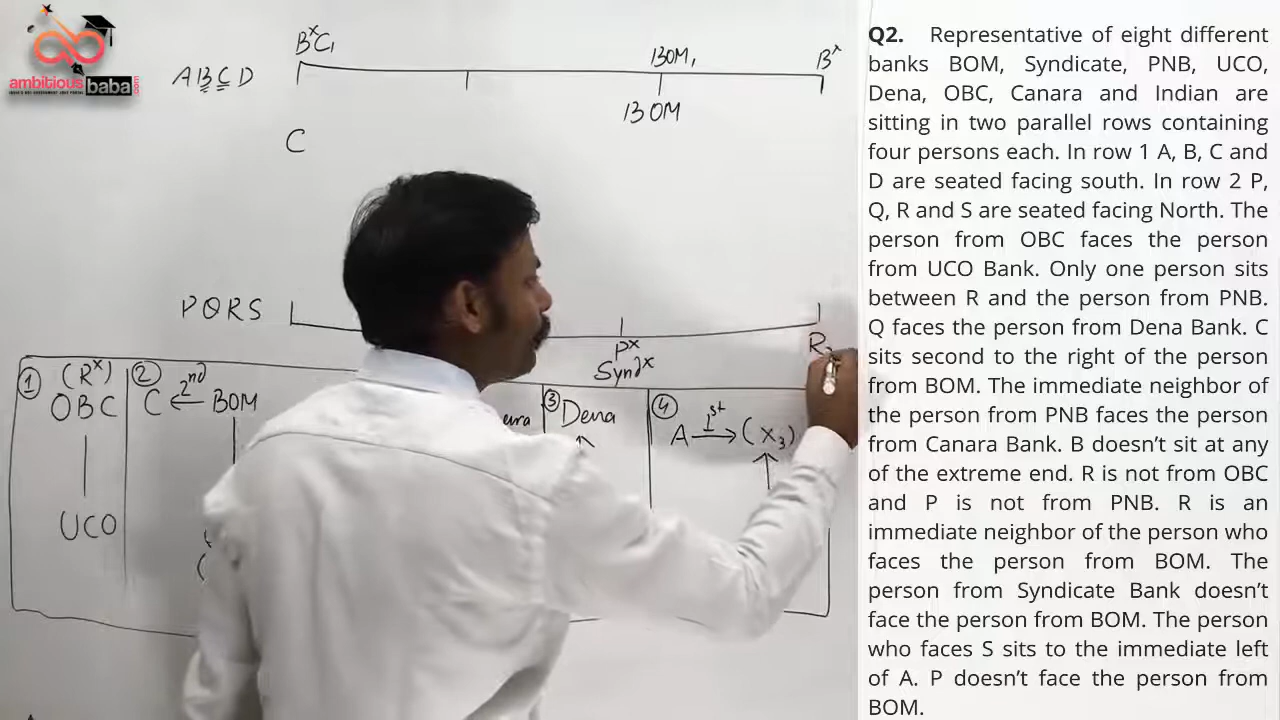 ambitiousbaba.com
A B C D
BˣC₁
BOM₁
Bˣ
BOM
C
PQRS
Pˣ
Syndˣ
R₂
① (Rˣ)
OBC
UCO
② C ←2nd BOM
③ Dena
④ A 1st→ (X₃)
Q2. Representative of eight different
banks BOM, Syndicate, PNB, UCO,
Dena, OBC, Canara and Indian are
sitting in two parallel rows containing
four persons each. In row 1 A, B, C and
D are seated facing south. In row 2 P,
Q, R and S are seated facing North. The
person from OBC faces the person
from UCO Bank. Only one person sits
between R and the person from PNB.
Q faces the person from Dena Bank. C
sits second to the right of the person
from BOM. The immediate neighbor of
the person from PNB faces the person
from Canara Bank. B doesn’t sit at any
of the extreme end. R is not from OBC
and P is not from PNB. R is an
immediate neighbor of the person who
faces the person from BOM. The
person from Syndicate Bank doesn’t
face the person from BOM. The person
who faces S sits to the immediate left
of A. P doesn’t face the person from
BOM.